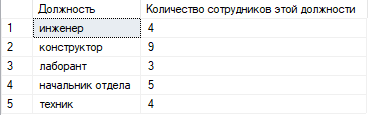 Должность Количество сотрудников этой должности
1 инженер 4
2 конструктор 9
3 лаборант 3
4 начальник отдела 5
5 техник 4